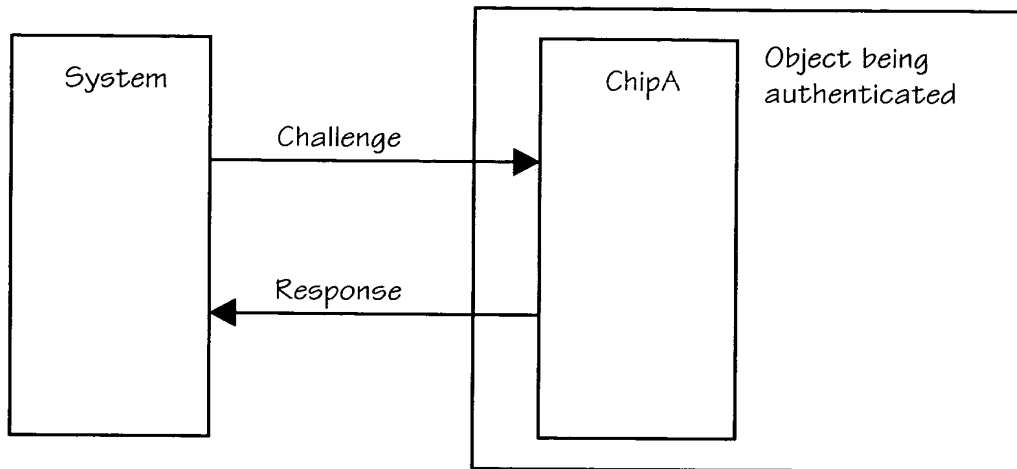 System
ChipA
Object being
authenticated
Challenge
Response